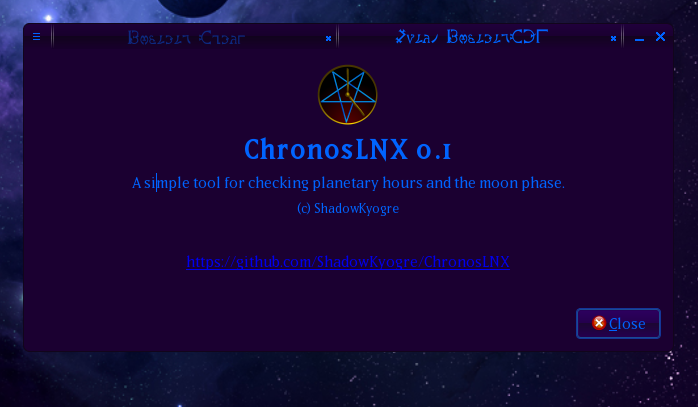 ChronosLNX 0.1
A simple tool for checking planetary hours and the moon phase.
(c) ShadowKyogre
https://github.com/ShadowKyogre/ChronosLNX
Close